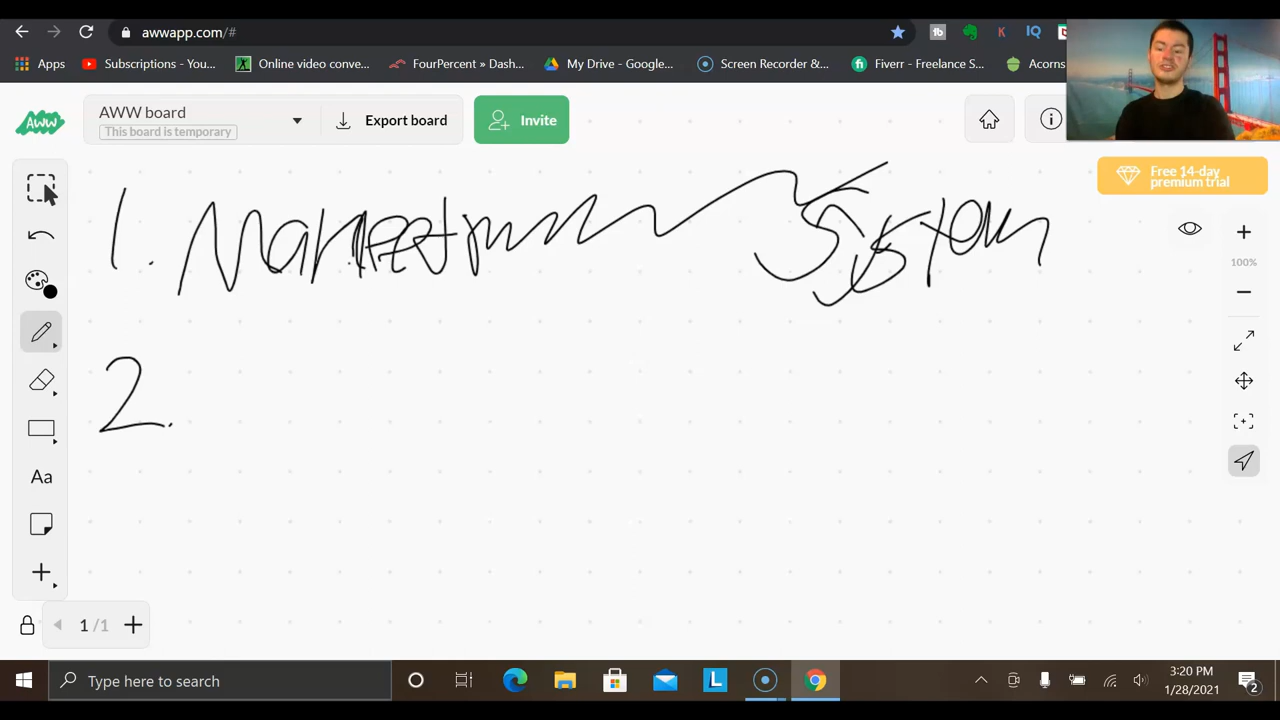 awwapp.com/#
Apps Subscriptions - You... Online video conve... FourPercent » Dash... My Drive - Google... Screen Recorder &... Fiverr - Freelance S... Acorns
AWW board
This board is temporary
Export board
Invite
Free 14-day
premium trial
1. Marketing System
100%
2.
Aa
1 /1
Type here to search
3:20 PM
1/28/2021
2